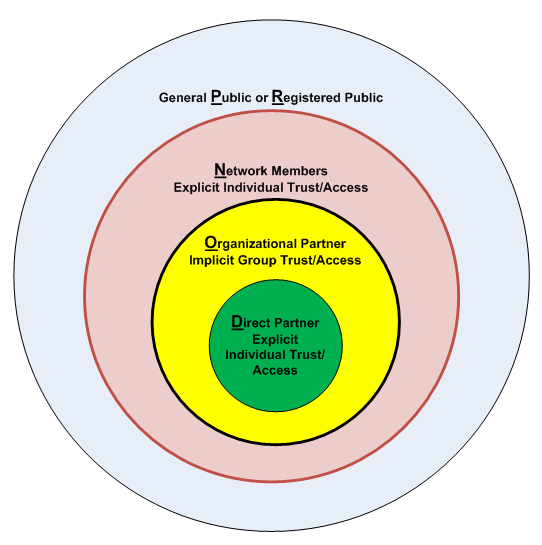 General Public or Registered Public
Network Members
Explicit Individual Trust/Access
Organizational Partner
Implicit Group Trust/Access
Direct Partner
Explicit
Individual Trust/
Access